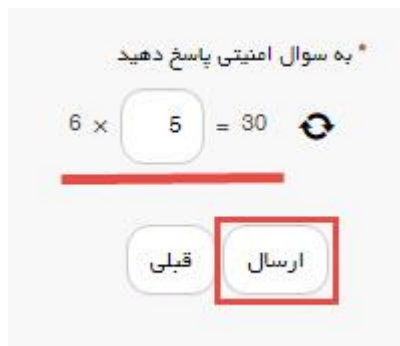 * به سوال امنیتی پاسخ دهید
6 × 5 = 30
ارسال قبلی